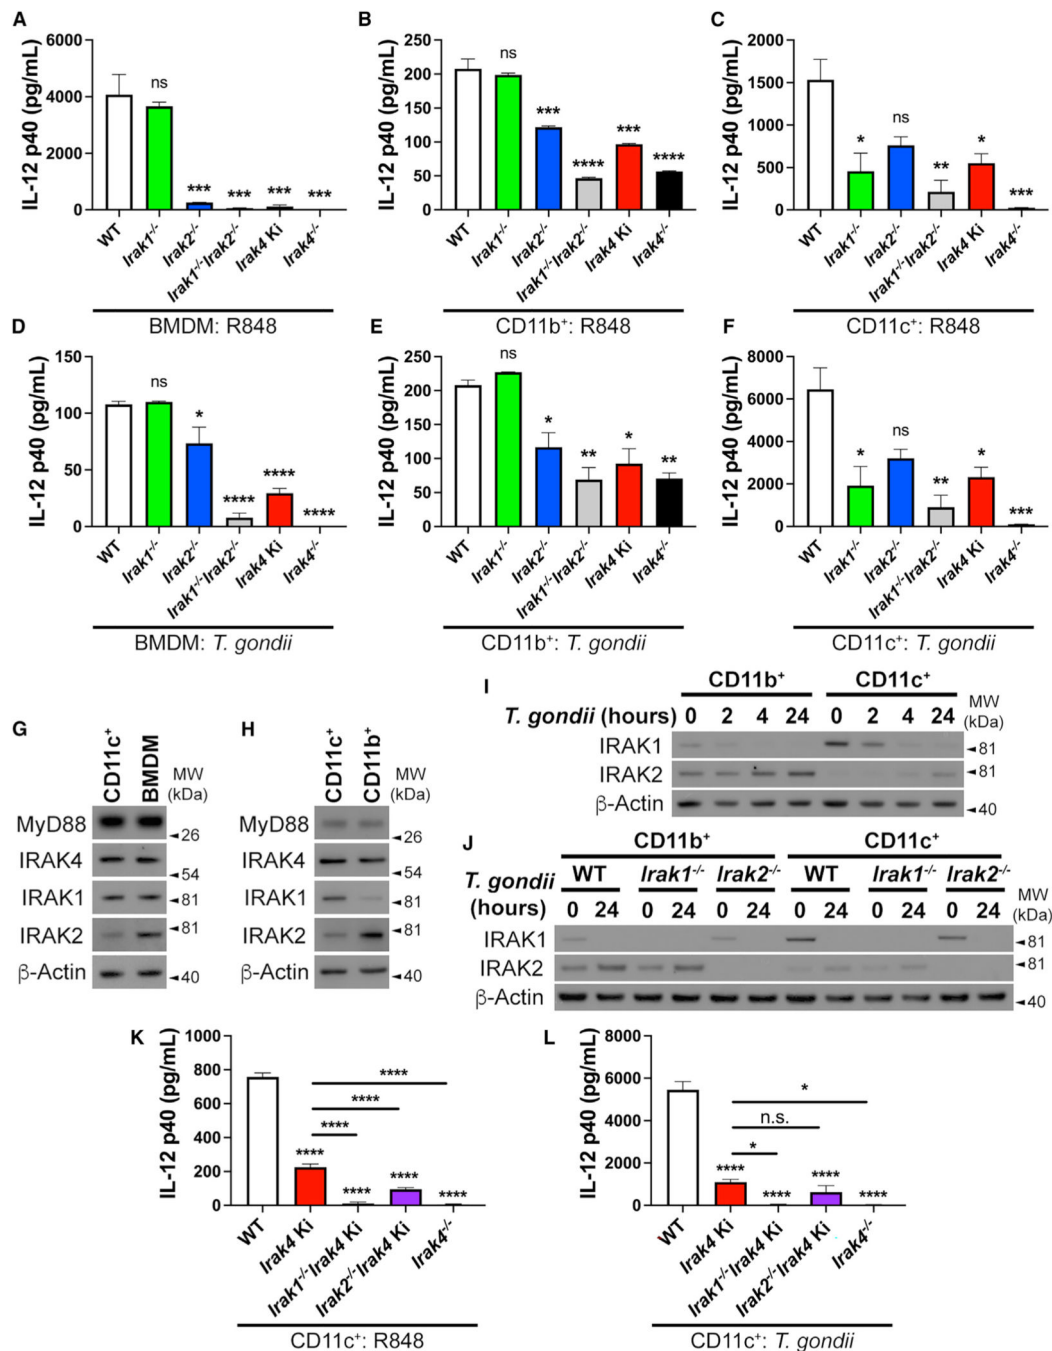 A
IL-12 p40 (pg/mL)
6000
4000
2000
0
ns
***
***
***
***
WT
Irak1-/-
Irak2-/-
Irak1-/-Irak2-/-
Irak4 Ki
Irak4-/-
BMDM: R848
B
IL-12 p40 (pg/mL)
250
200
150
100
50
0
ns
***
****
***
****
WT
Irak1-/-
Irak2-/-
Irak1-/-Irak2-/-
Irak4 Ki
Irak4-/-
CD11b+: R848
C
IL-12 p40 (pg/mL)
2000
1500
1000
500
0
*
ns
**
*
***
WT
Irak1-/-
Irak2-/-
Irak1-/-Irak2-/-
Irak4 Ki
Irak4-/-
CD11c+: R848
D
IL-12 p40 (pg/mL)
150
100
50
0
ns
*
****
****
****
WT
Irak1-/-
Irak2-/-
Irak1-/-Irak2-/-
Irak4 Ki
Irak4-/-
BMDM: T. gondii
E
IL-12 p40 (pg/mL)
250
200
150
100
50
0
ns
*
**
*
**
WT
Irak1-/-
Irak2-/-
Irak1-/-Irak2-/-
Irak4 Ki
Irak4-/-
CD11b+: T. gondii
F
IL-12 p40 (pg/mL)
8000
6000
4000
2000
0
*
ns
**
*
***
WT
Irak1-/-
Irak2-/-
Irak1-/-Irak2-/-
Irak4 Ki
Irak4-/-
CD11c+: T. gondii
G
CD11c+ BMDM MW (kDa)
MyD88 ◄26
IRAK4 ◄54
IRAK1 ◄81
IRAK2 ◄81
β-Actin ◄40
H
CD11c+ CD11b+ MW (kDa)
MyD88 ◄26
IRAK4 ◄54
IRAK1 ◄81
IRAK2 ◄81
β-Actin ◄40
I
CD11b+ CD11c+
T. gondii (hours) 0 2 4 24 0 2 4 24 MW (kDa)
IRAK1 ◄81
IRAK2 ◄81
β-Actin ◄40
J
CD11b+ CD11c+
T. gondii WT Irak1-/- Irak2-/- WT Irak1-/- Irak2-/- MW (kDa)
(hours) 0 24 0 24 0 24 0 24 0 24 0 24
IRAK1 ◄81
IRAK2 ◄81
β-Actin ◄40
K
IL-12 p40 (pg/mL)
1000
800
600
400
200
0
****
****
****
****
****
****
****
WT
Irak4 Ki
Irak1-/-Irak4 Ki
Irak2-/-Irak4 Ki
Irak4-/-
CD11c+: R848
L
IL-12 p40 (pg/mL)
8000
6000
4000
2000
0
*
n.s.
*
****
****
****
****
WT
Irak4 Ki
Irak1-/-Irak4 Ki
Irak2-/-Irak4 Ki
Irak4-/-
CD11c+: T. gondii